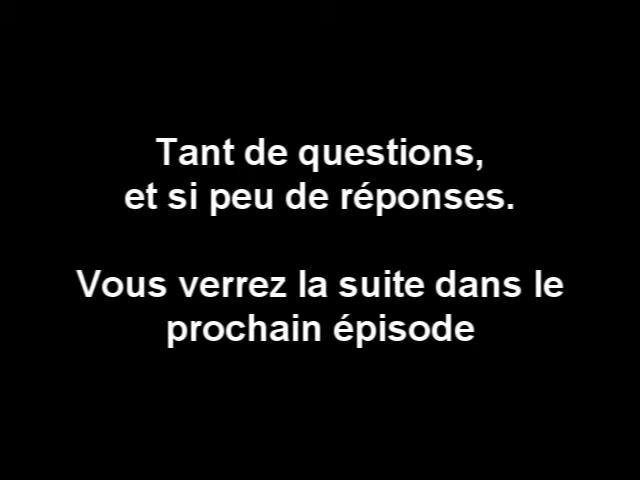 Tant de questions,
et si peu de réponses.
Vous verrez la suite dans le
prochain épisode